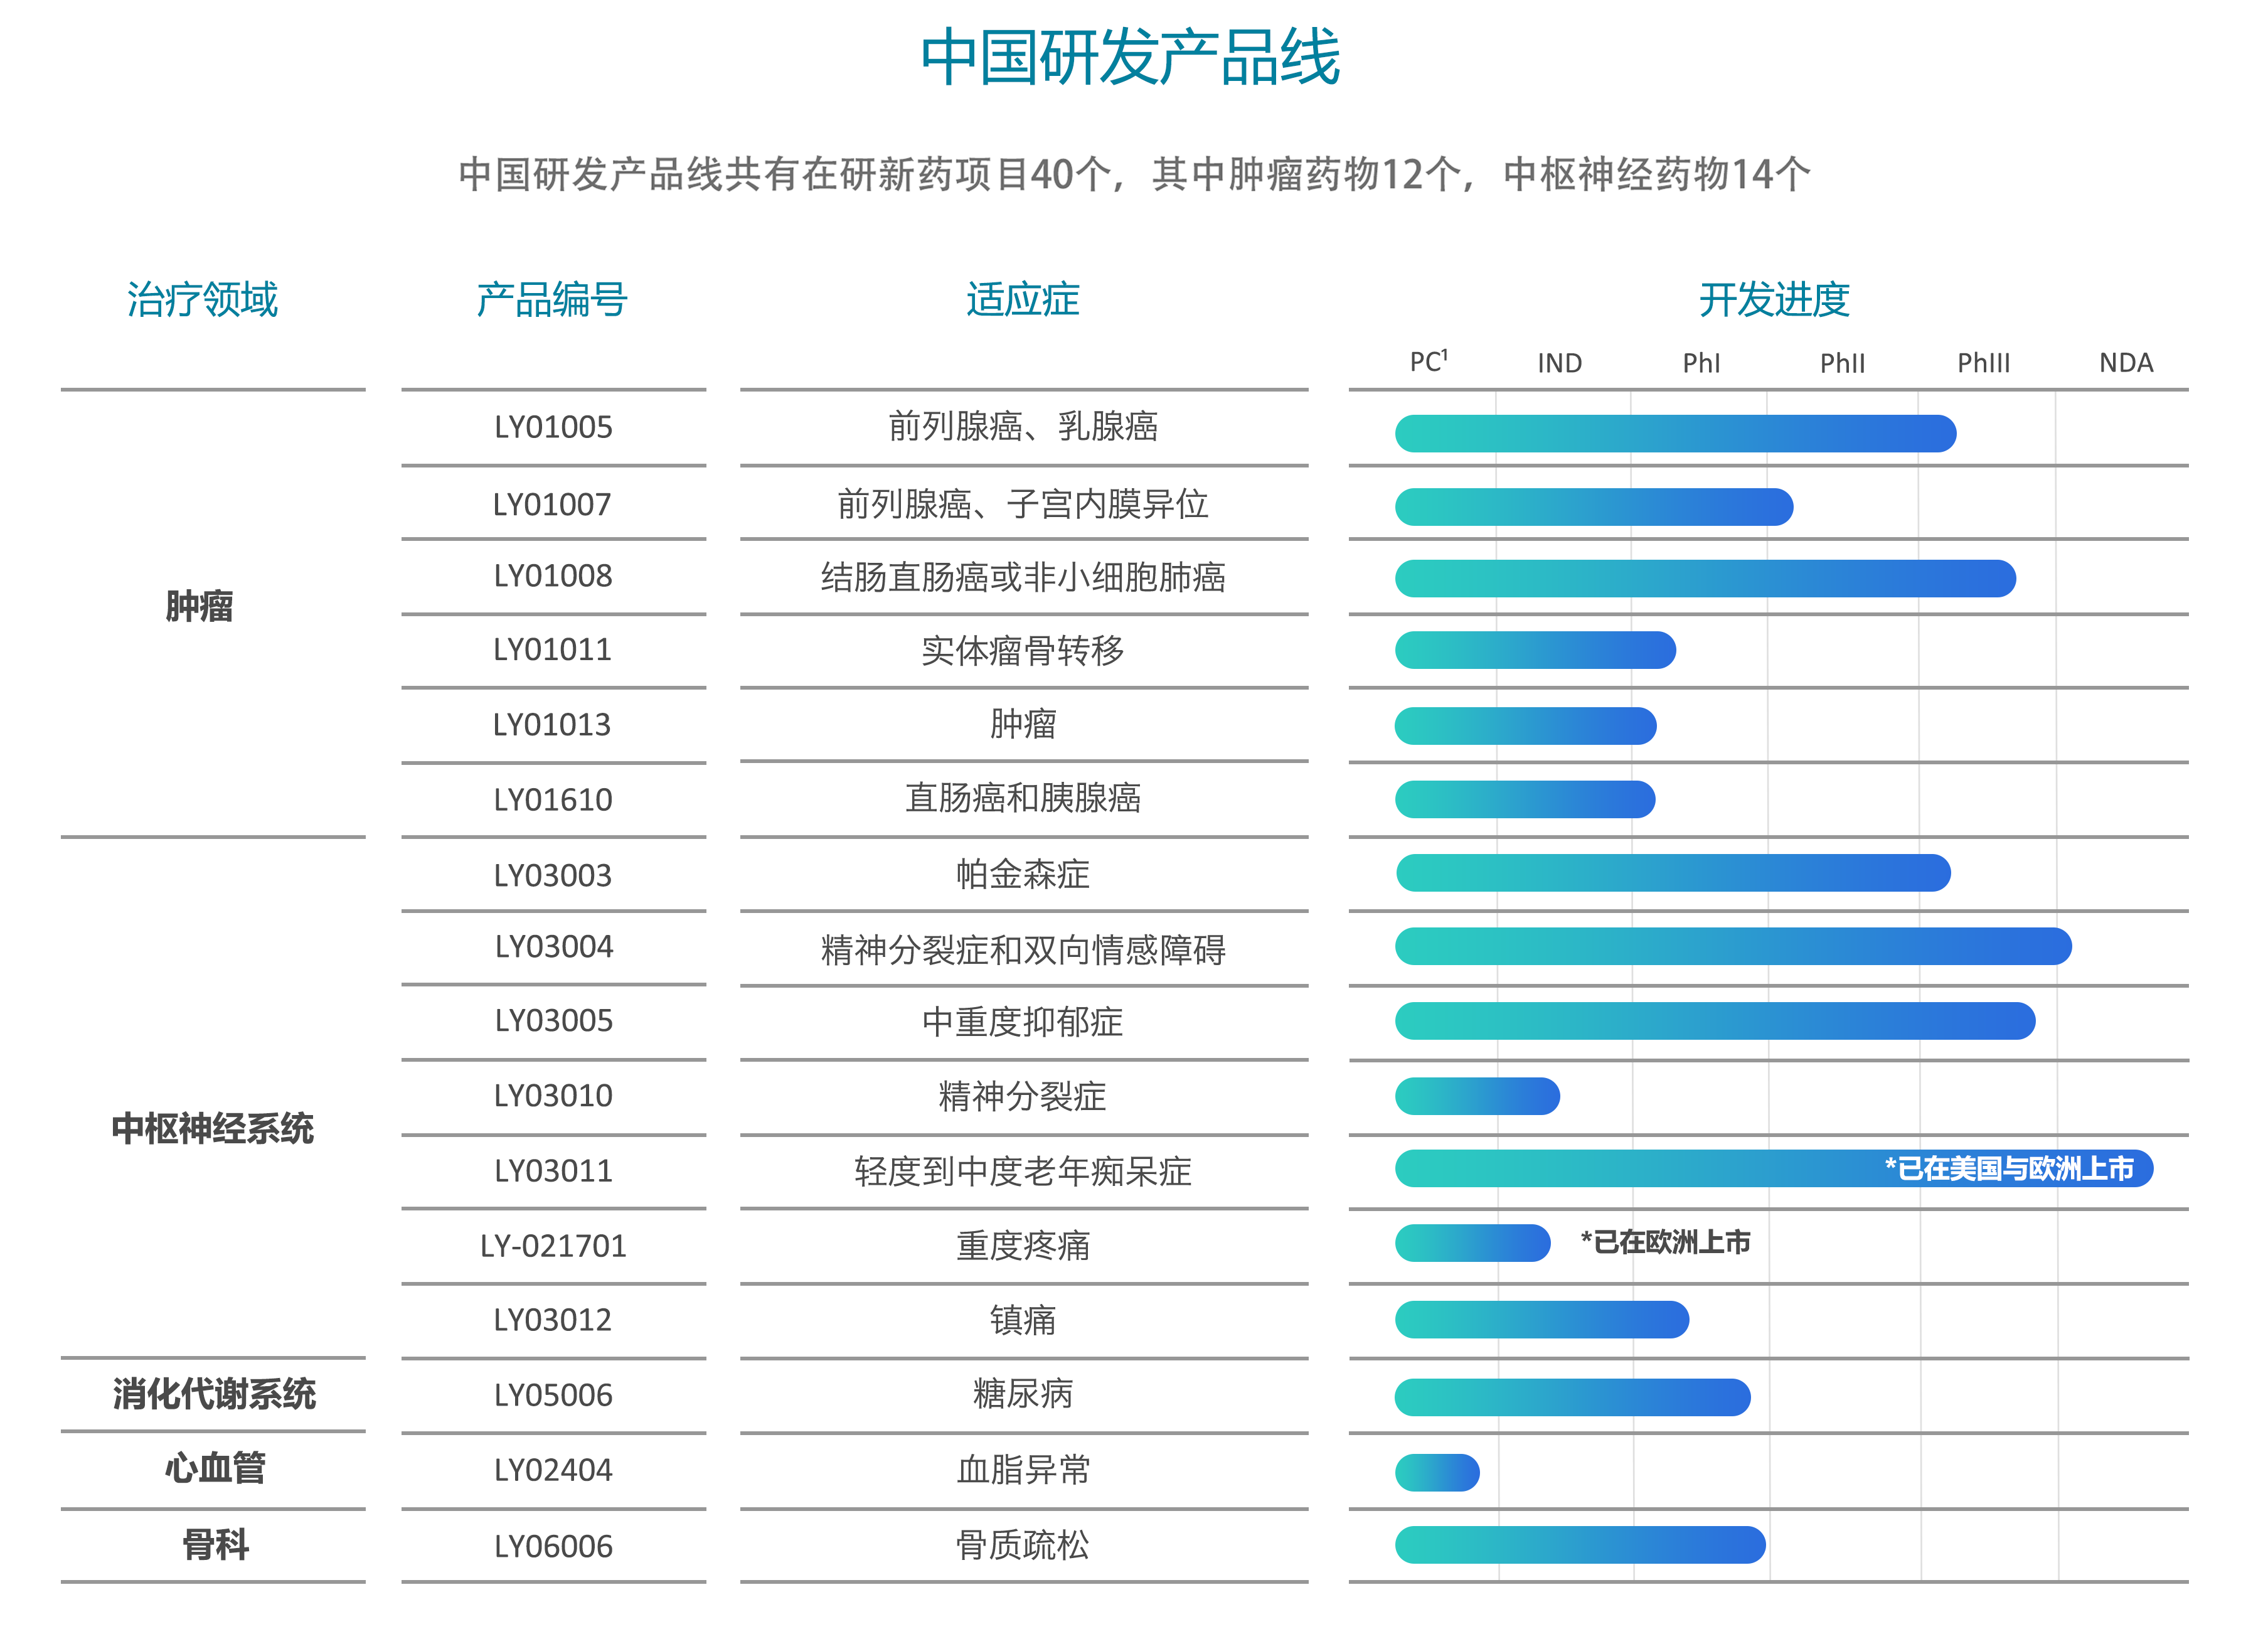 中国研发产品线
中国研发产品线共有在研新药项目40个，其中肿瘤药物12个，中枢神经药物14个
治疗领域 产品编号 适应症 开发进度
PC¹ IND PhI PhII PhIII NDA
肿瘤
LY01005 前列腺癌、乳腺癌
LY01007 前列腺癌、子宫内膜异位
LY01008 结肠直肠癌或非小细胞肺癌
LY01011 实体瘤骨转移
LY01013 肿瘤
LY01610 直肠癌和胰腺癌
中枢神经系统
LY03003 帕金森症
LY03004 精神分裂症和双向情感障碍
LY03005 中重度抑郁症
LY03010 精神分裂症
LY03011 轻度到中度老年痴呆症 *已在美国与欧洲上市
LY-021701 重度疼痛 *已在欧洲上市
LY03012 镇痛
消化代谢系统 LY05006 糖尿病
心血管 LY02404 血脂异常
骨科 LY06006 骨质疏松